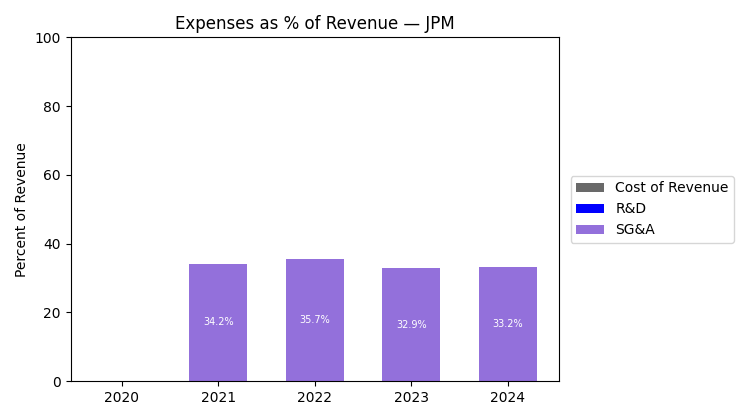 Expenses as % of Revenue — JPM
100
80
60
40
20
0
Percent of Revenue
34.2%
35.7%
32.9%
33.2%
2020 2021 2022 2023 2024
Cost of Revenue
R&D
SG&A